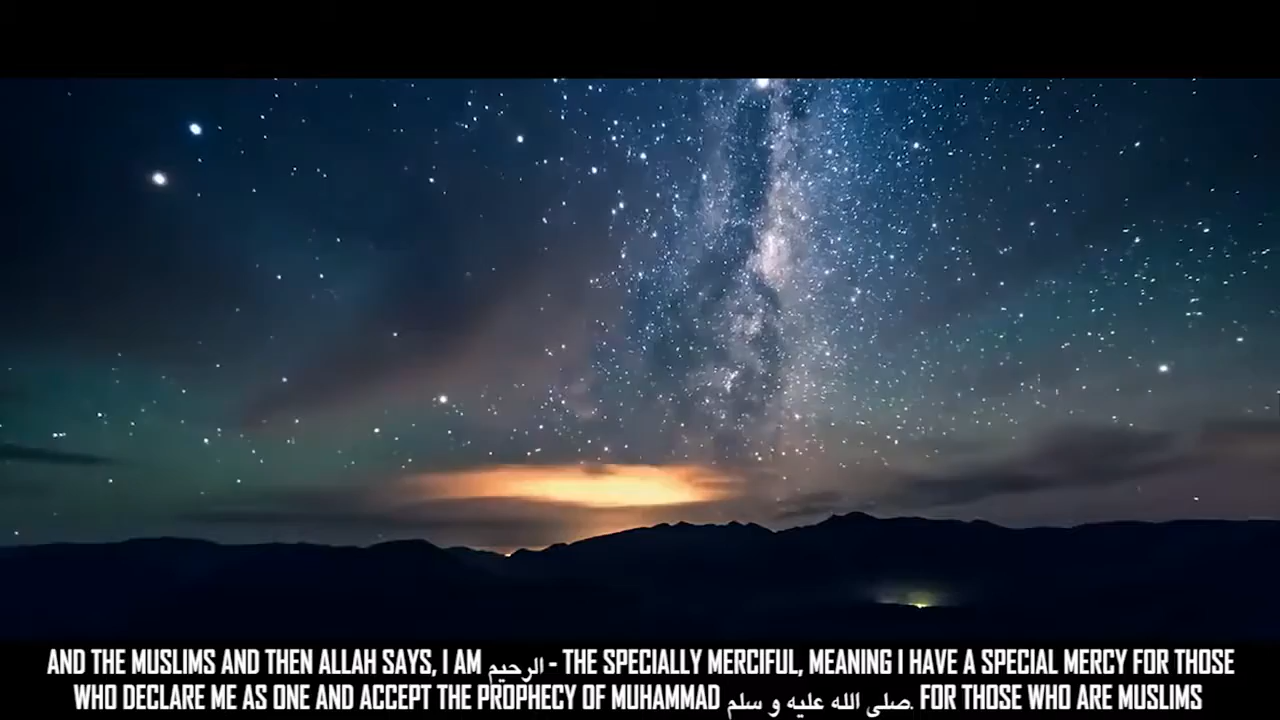 AND THE MUSLIMS AND THEN ALLAH SAYS, I AM الرحيم - THE SPECIALLY MERCIFUL, MEANING I HAVE A SPECIAL MERCY FOR THOSE
WHO DECLARE ME AS ONE AND ACCEPT THE PROPHECY OF MUHAMMAD صلى الله عليه و سلم. FOR THOSE WHO ARE MUSLIMS